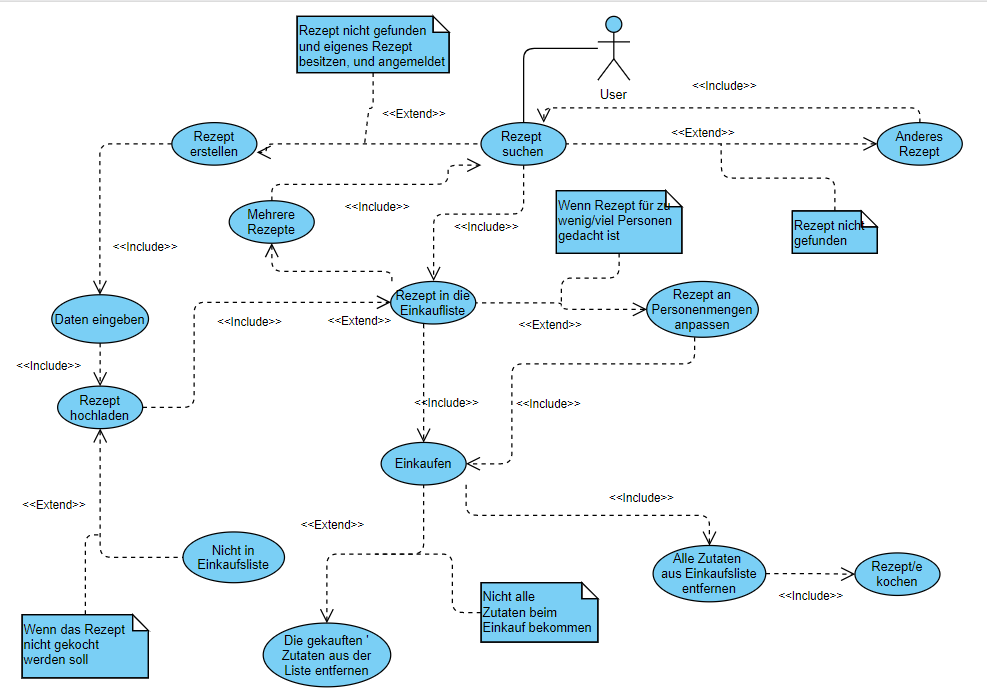 Rezept nicht gefunden
und eigenes Rezept
besitzen, und angemeldet
User
<<Include>>
<<Extend>>
<<Extend>>
Rezept
erstellen
Rezept
suchen
Anderes
Rezept
<<Include>>
Mehrere
Rezepte
<<Include>>
Wenn Rezept für zu
wenig/viel Personen
gedacht ist
Rezept nicht
gefunden
<<Include>>
Daten eingeben
<<Include>>
<<Extend>>
Rezept in die
Einkaufliste
<<Extend>>
Rezept an
Personenmengen
anpassen
<<Include>>
Rezept
hochladen
<<Include>>
<<Include>>
Einkaufen
<<Extend>>
<<Extend>>
<<Include>>
Nicht in
Einkaufsliste
Alle Zutaten
aus Einkaufsliste
entfernen
<<Include>>
Rezept/e
kochen
Nicht alle
Zutaten beim
Einkauf bekommen
Wenn das Rezept
nicht gekocht
werden soll
Die gekauften '
Zutaten aus der
Liste entfernen